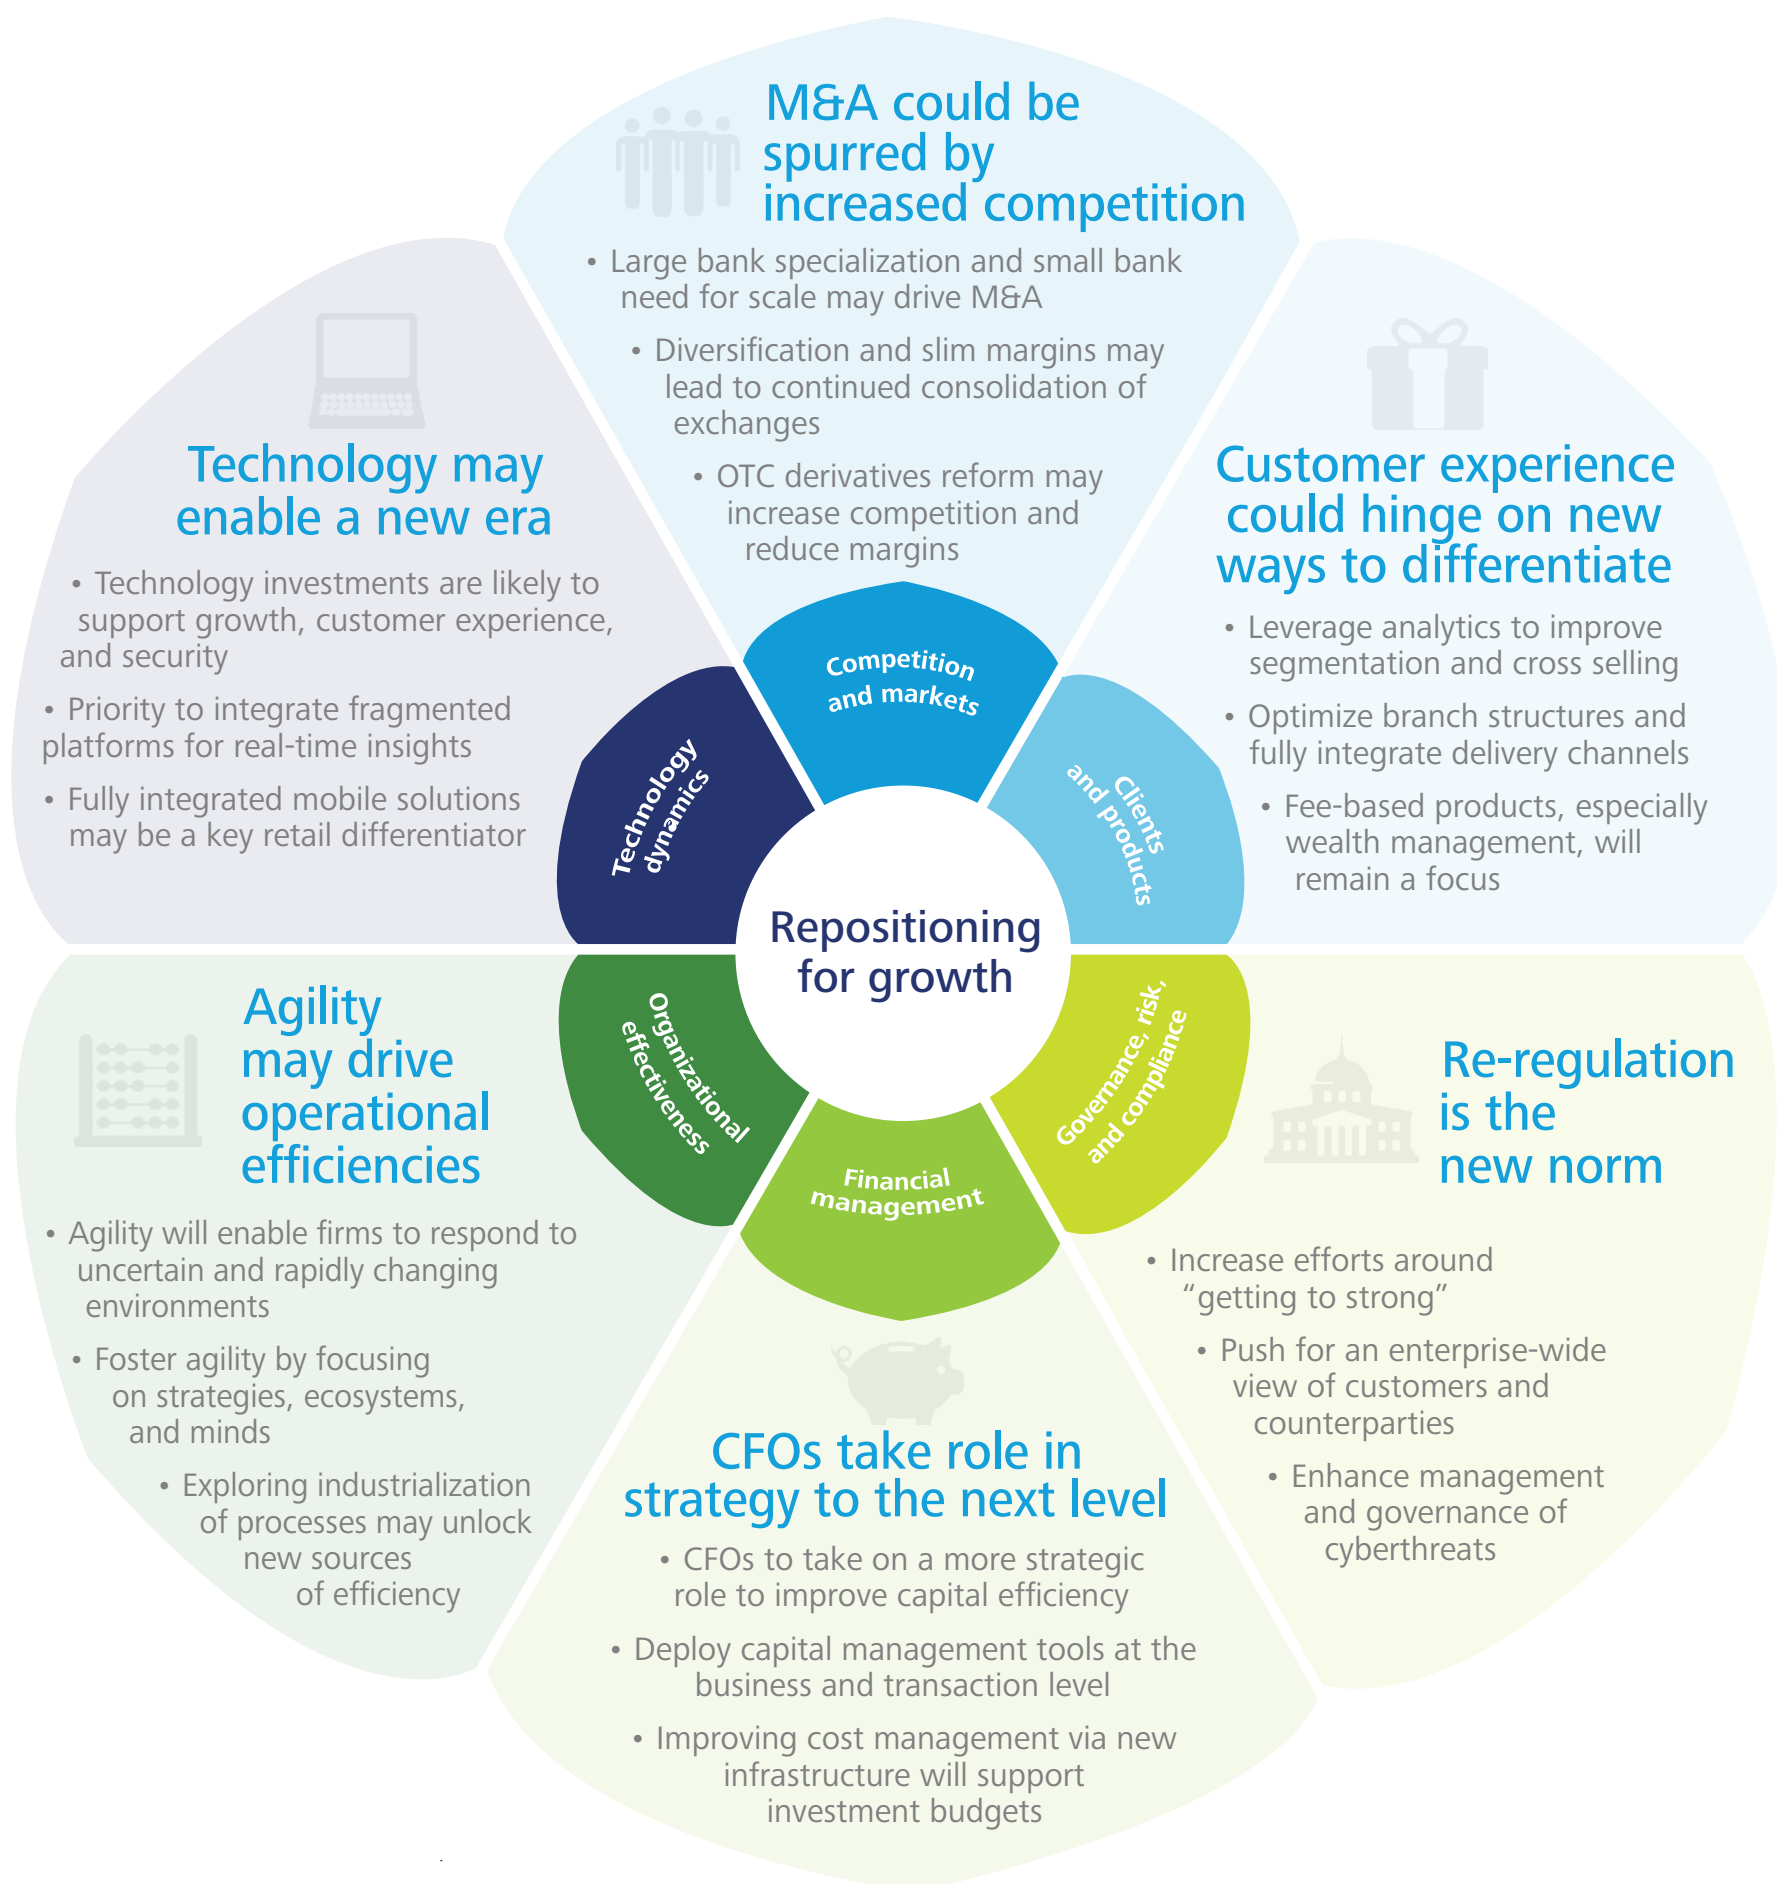 M&A could be
spurred by
increased competition
• Large bank specialization and small bank
need for scale may drive M&A
• Diversification and slim margins may
lead to continued consolidation of
exchanges
• OTC derivatives reform may
increase competition and
reduce margins
Competition
and markets
Customer experience
could hinge on new
ways to differentiate
• Leverage analytics to improve
segmentation and cross selling
• Optimize branch structures and
fully integrate delivery channels
• Fee-based products, especially
wealth management, will
remain a focus
Clients
and products
Re-regulation
is the
new norm
• Increase efforts around
“getting to strong”
• Push for an enterprise-wide
view of customers and
counterparties
• Enhance management
and governance of
cyberthreats
Governance, risk,
and compliance
CFOs take role in
strategy to the next level
• CFOs to take on a more strategic
role to improve capital efficiency
• Deploy capital management tools at the
business and transaction level
• Improving cost management via new
infrastructure will support
investment budgets
Financial
management
Agility
may drive
operational
efficiencies
• Agility will enable firms to respond to
uncertain and rapidly changing
environments
• Foster agility by focusing
on strategies, ecosystems,
and minds
• Exploring industrialization
of processes may unlock
new sources
of efficiency
Organizational
effectiveness
Technology may
enable a new era
• Technology investments are likely to
support growth, customer experience,
and security
• Priority to integrate fragmented
platforms for real-time insights
• Fully integrated mobile solutions
may be a key retail differentiator
Technology
dynamics
Repositioning
for growth